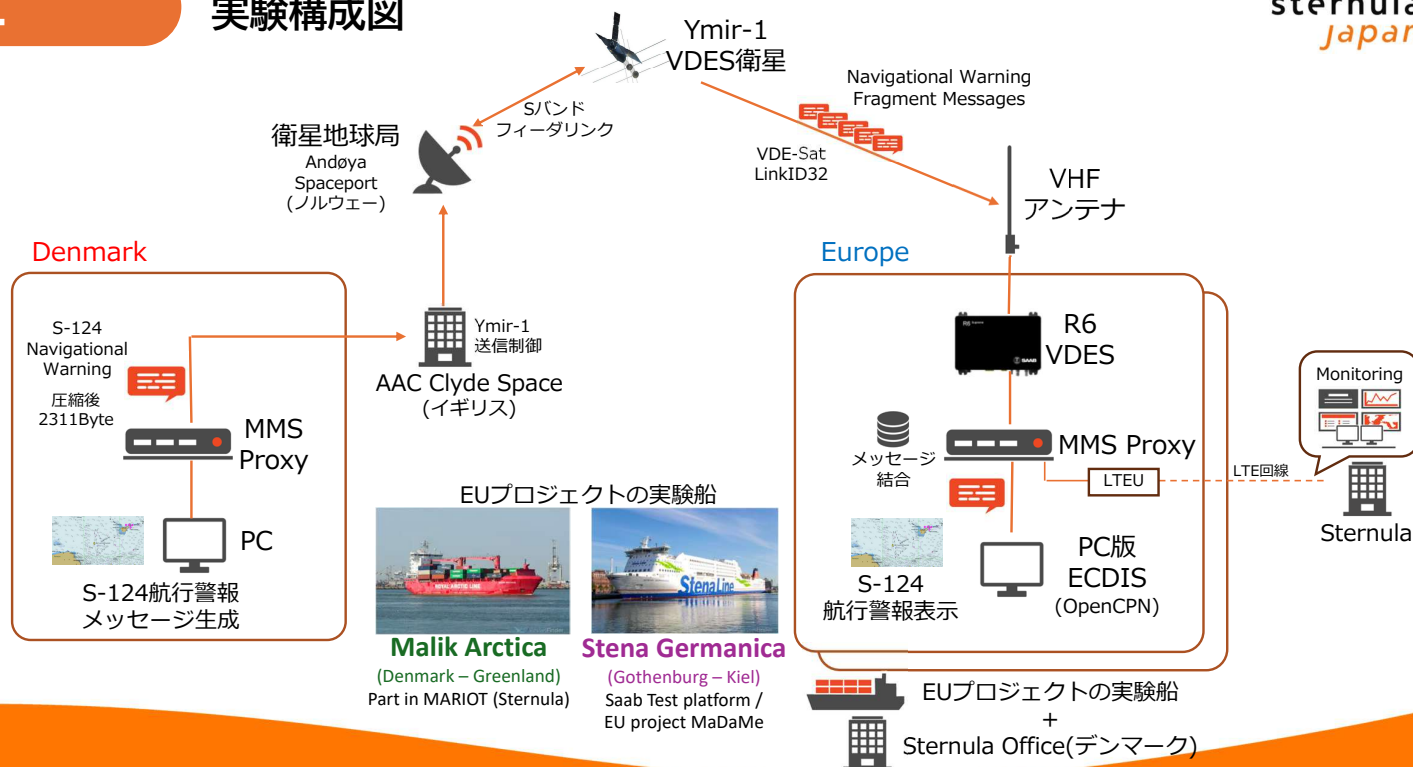 実験構成図
sternula
Japan
Ymir-1
VDES衛星
Navigational Warning
Fragment Messages
Sバンド
フィーダリンク
衛星地球局
Andøya
Spaceport
(ノルウェー)
VDE-Sat
LinkID32
VHF
アンテナ
Denmark
S-124
Navigational
Warning
圧縮後
2311Byte
MMS
Proxy
PC
S-124航行警報
メッセージ生成
Ymir-1
送信制御
AAC Clyde Space
(イギリス)
Europe
R6
SAAB
R6
VDES
メッセージ
結合
MMS Proxy
LTEU
LTE回線
Monitoring
Sternula
S-124
航行警報表示
PC版
ECDIS
(OpenCPN)
EUプロジェクトの実験船
ROYAL ARCTIC LINE
Stena Line
Malik Arctica
(Denmark – Greenland)
Part in MARIOT (Sternula)
Stena Germanica
(Gothenburg – Kiel)
Saab Test platform /
EU project MaDaMe
EUプロジェクトの実験船
+
Sternula Office(デンマーク)